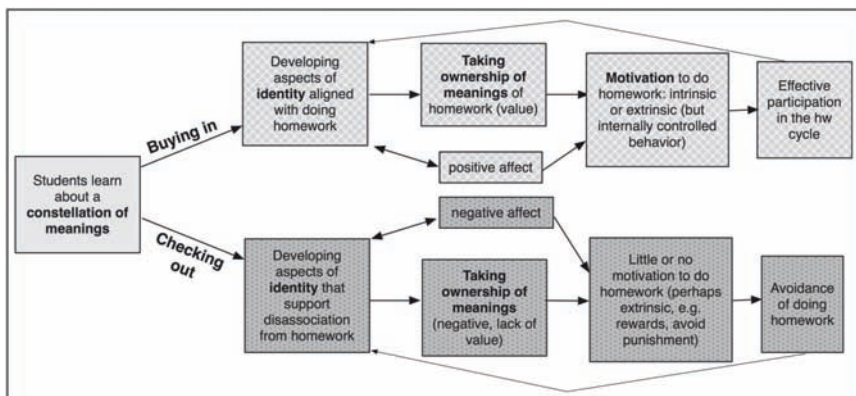 Students learn
about a
constellation of
meanings
Buying in
Developing
aspects of
identity aligned
with doing
homework
Taking
ownership of
meanings of
homework (value)
positive affect
Motivation to do
homework: intrinsic
or extrinsic (but
internally controlled
behavior)
Effective
participation
in the hw
cycle
Checking
out
Developing
aspects of
identity that
support
disassociation
from homework
negative affect
Taking
ownership of
meanings
(negative, lack of
value)
Little or no
motivation to do
homework (perhaps
extrinsic, e.g.
rewards, avoid
punishment)
Avoidance
of doing
homework